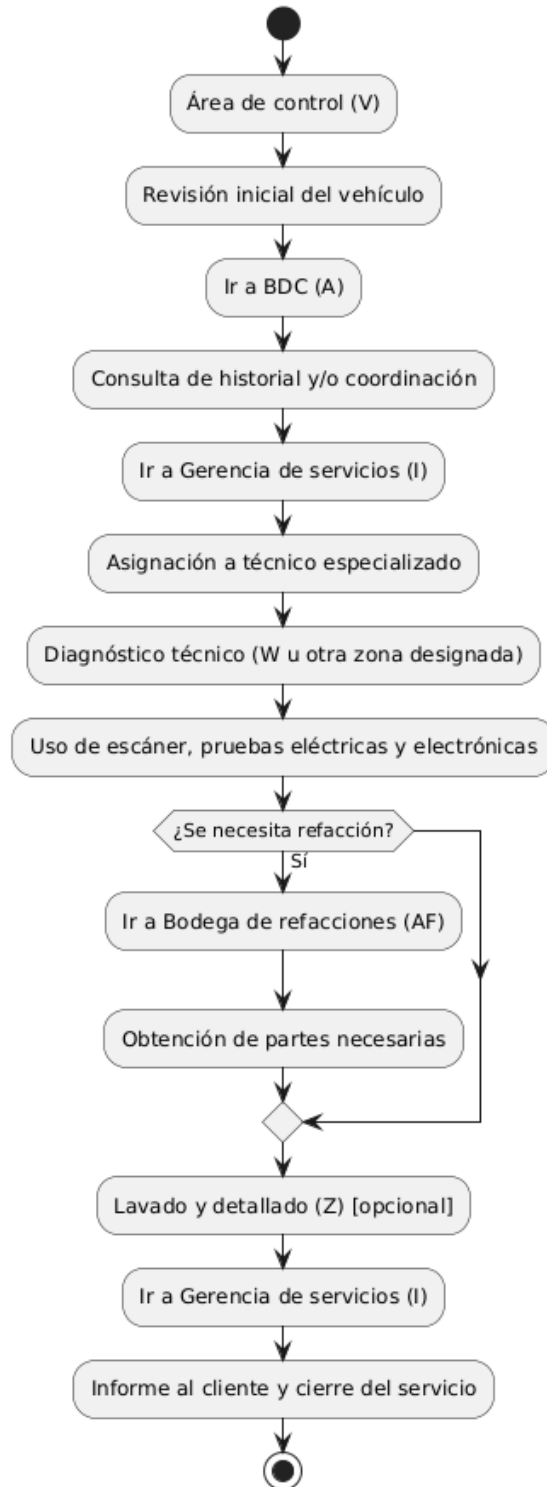 Área de control (V)
Revisión inicial del vehículo
Ir a BDC (A)
Consulta de historial y/o coordinación
Ir a Gerencia de servicios (I)
Asignación a técnico especializado
Diagnóstico técnico (W u otra zona designada)
Uso de escáner, pruebas eléctricas y electrónicas
¿Se necesita refacción?
Sí
Ir a Bodega de refacciones (AF)
Obtención de partes necesarias
Lavado y detallado (Z) [opcional]
Ir a Gerencia de servicios (I)
Informe al cliente y cierre del servicio